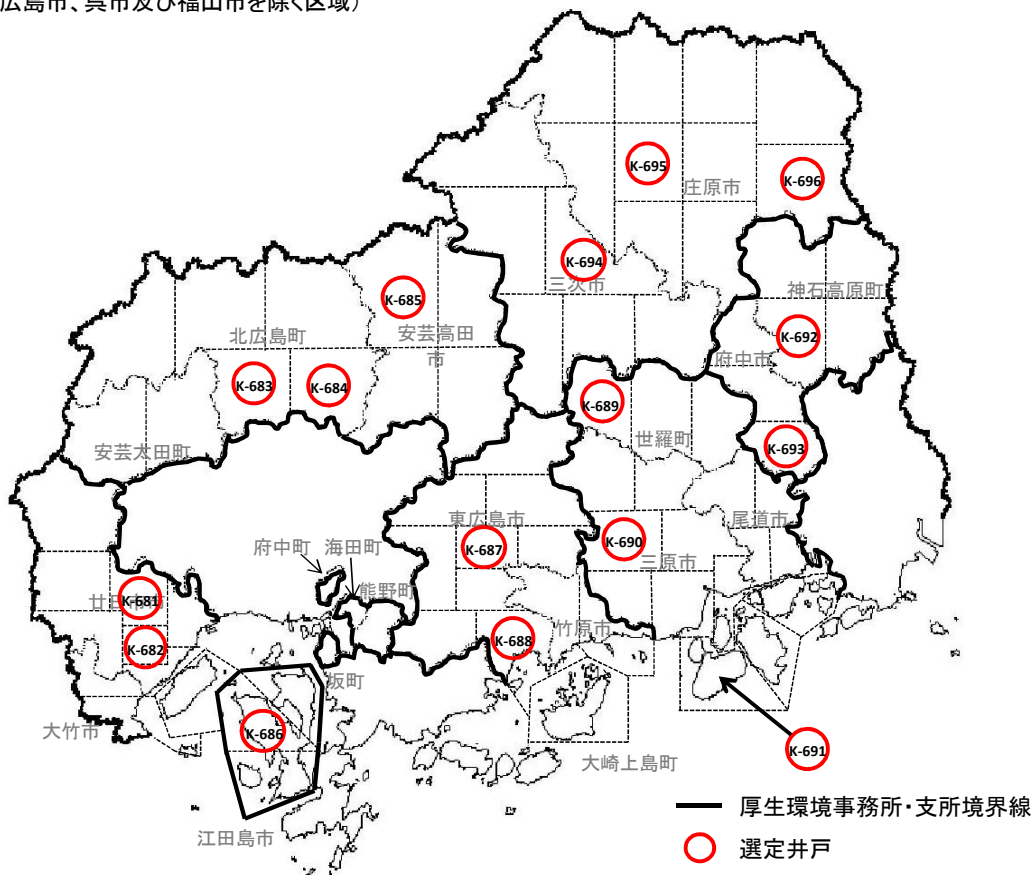 広島市、呉市及び福山市を除く区域)
K-695
K-696
庄原市
K-694
三次市
神石高原町
K-685
安芸高田
市
北広島町
K-692
府中市
K-683
K-684
K-689
世羅町
安芸太田町
K-693
東広島市
尾道市
K-687
K-690
三原市
府中町
海田町
熊野町
K-681
廿日市市
K-682
K-688
竹原市
坂町
大竹市
K-686
K-691
大崎上島町
江田島市
厚生環境事務所・支所境界線
選定井戸